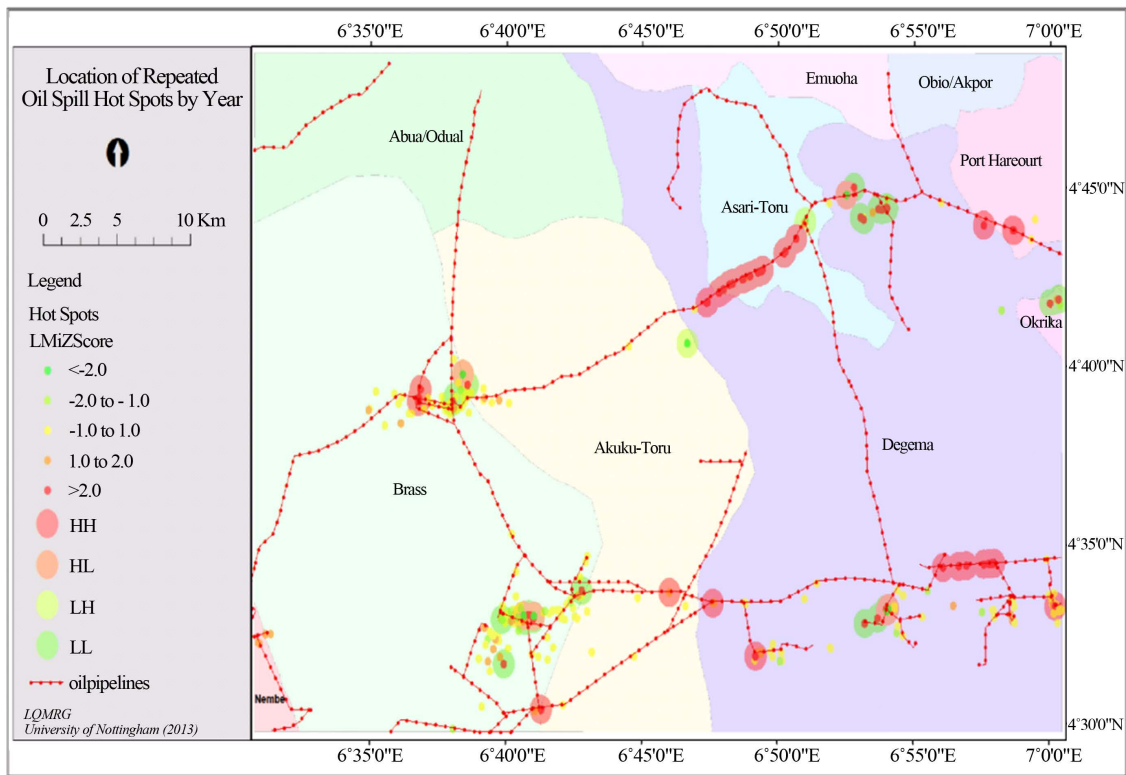 6˚35'0"E 6˚40'0"E 6˚45'0"E 6˚50'0"E 6˚55'0"E 7˚0'0"E
Location of Repeated
Oil Spill Hot Spots by Year
0 2.5 5 10 Km
Legend
Hot Spots
LMiZScore
<-2.0
-2.0 to - 1.0
-1.0 to 1.0
1.0 to 2.0
>2.0
HH
HL
LH
LL
oilpipelines
LQMRG
University of Nottingham (2013)
Emuoha
Obio/Akpor
Abua/Odual
Port Hareourt
Asari-Toru
Okrika
Akuku-Toru
Degema
Brass
Nembe
4˚45'0"N
4˚40'0"N
4˚35'0"N
4˚30'0"N
6˚35'0"E 6˚40'0"E 6˚45'0"E 6˚50'0"E 6˚55'0"E 7˚0'0"E